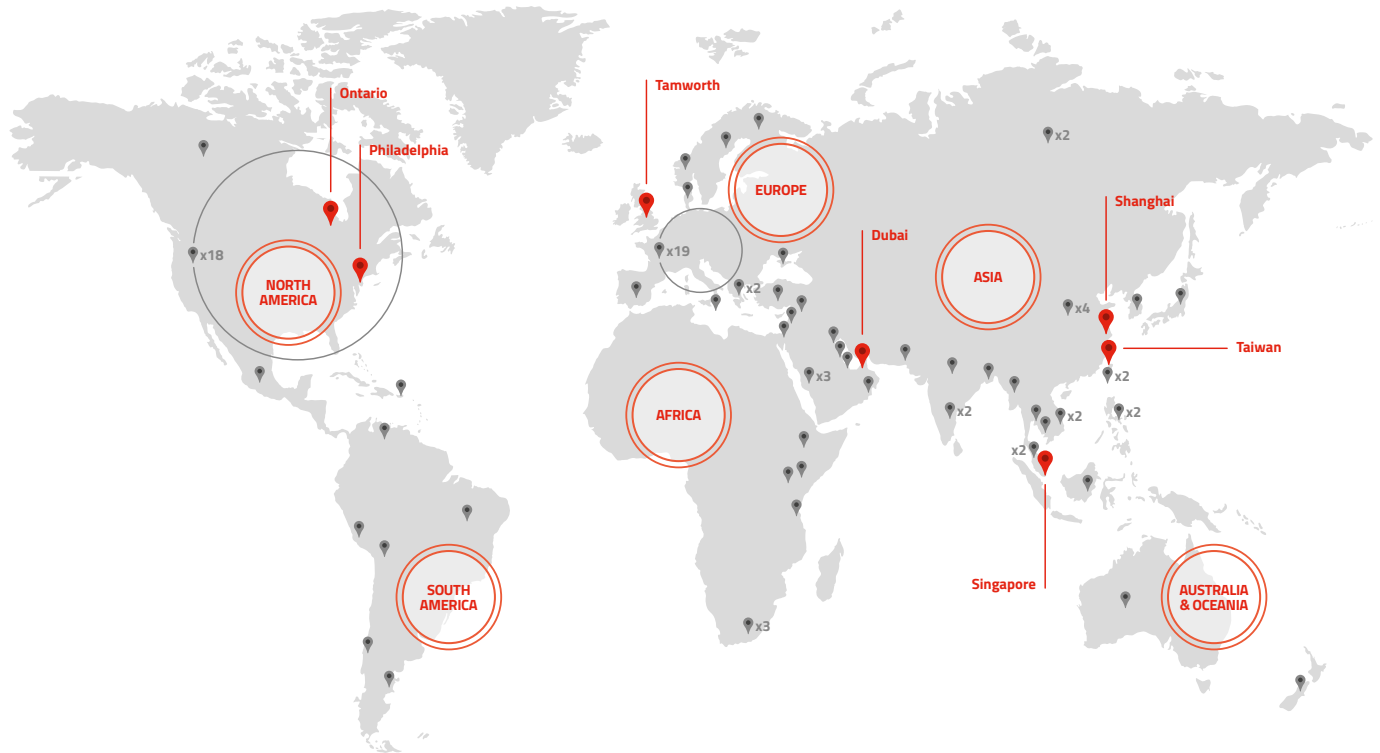 Tamworth
Ontario
x2
Philadelphia
EUROPE
Shanghai
Dubai
x18
x19
ASIA
NORTH
AMERICA
x2
x4
Taiwan
x3
x2
AFRICA
x2
x2
x2
x2
Singapore
SOUTH
AMERICA
AUSTRALIA
& OCEANIA
x3